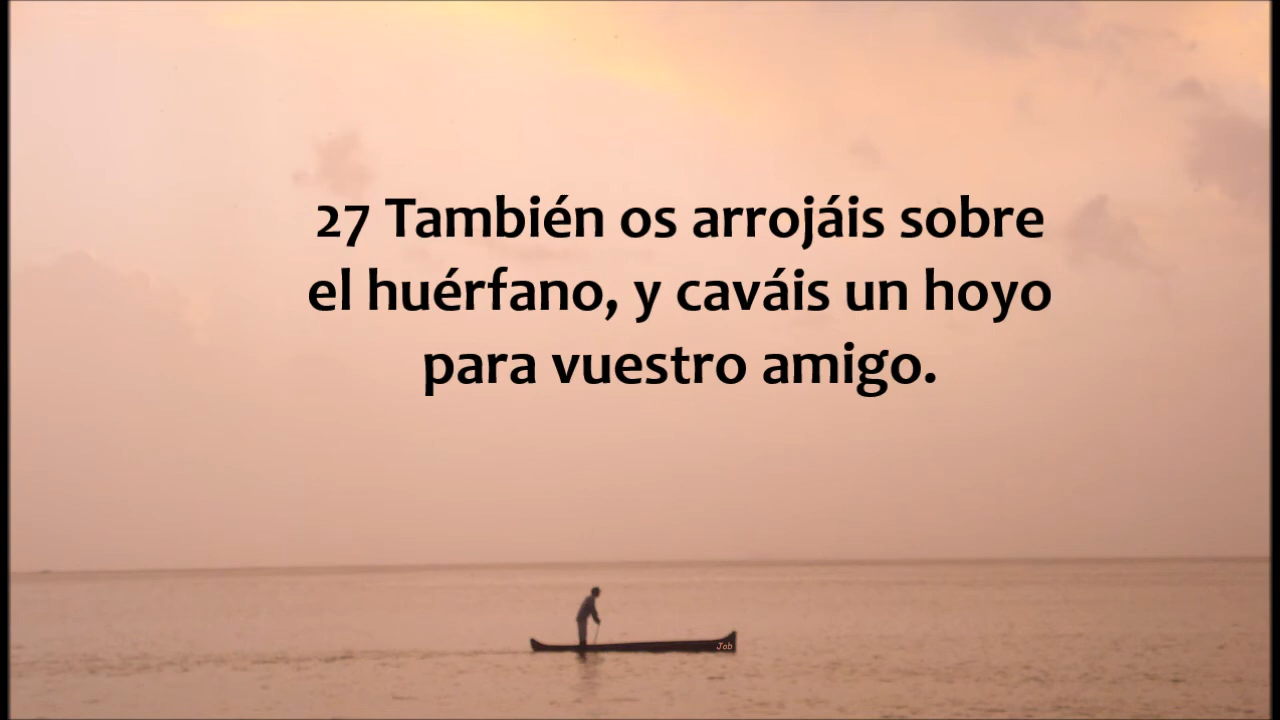 27 También os arrojáis sobre
el huérfano, y caváis un hoyo
para vuestro amigo.
Job